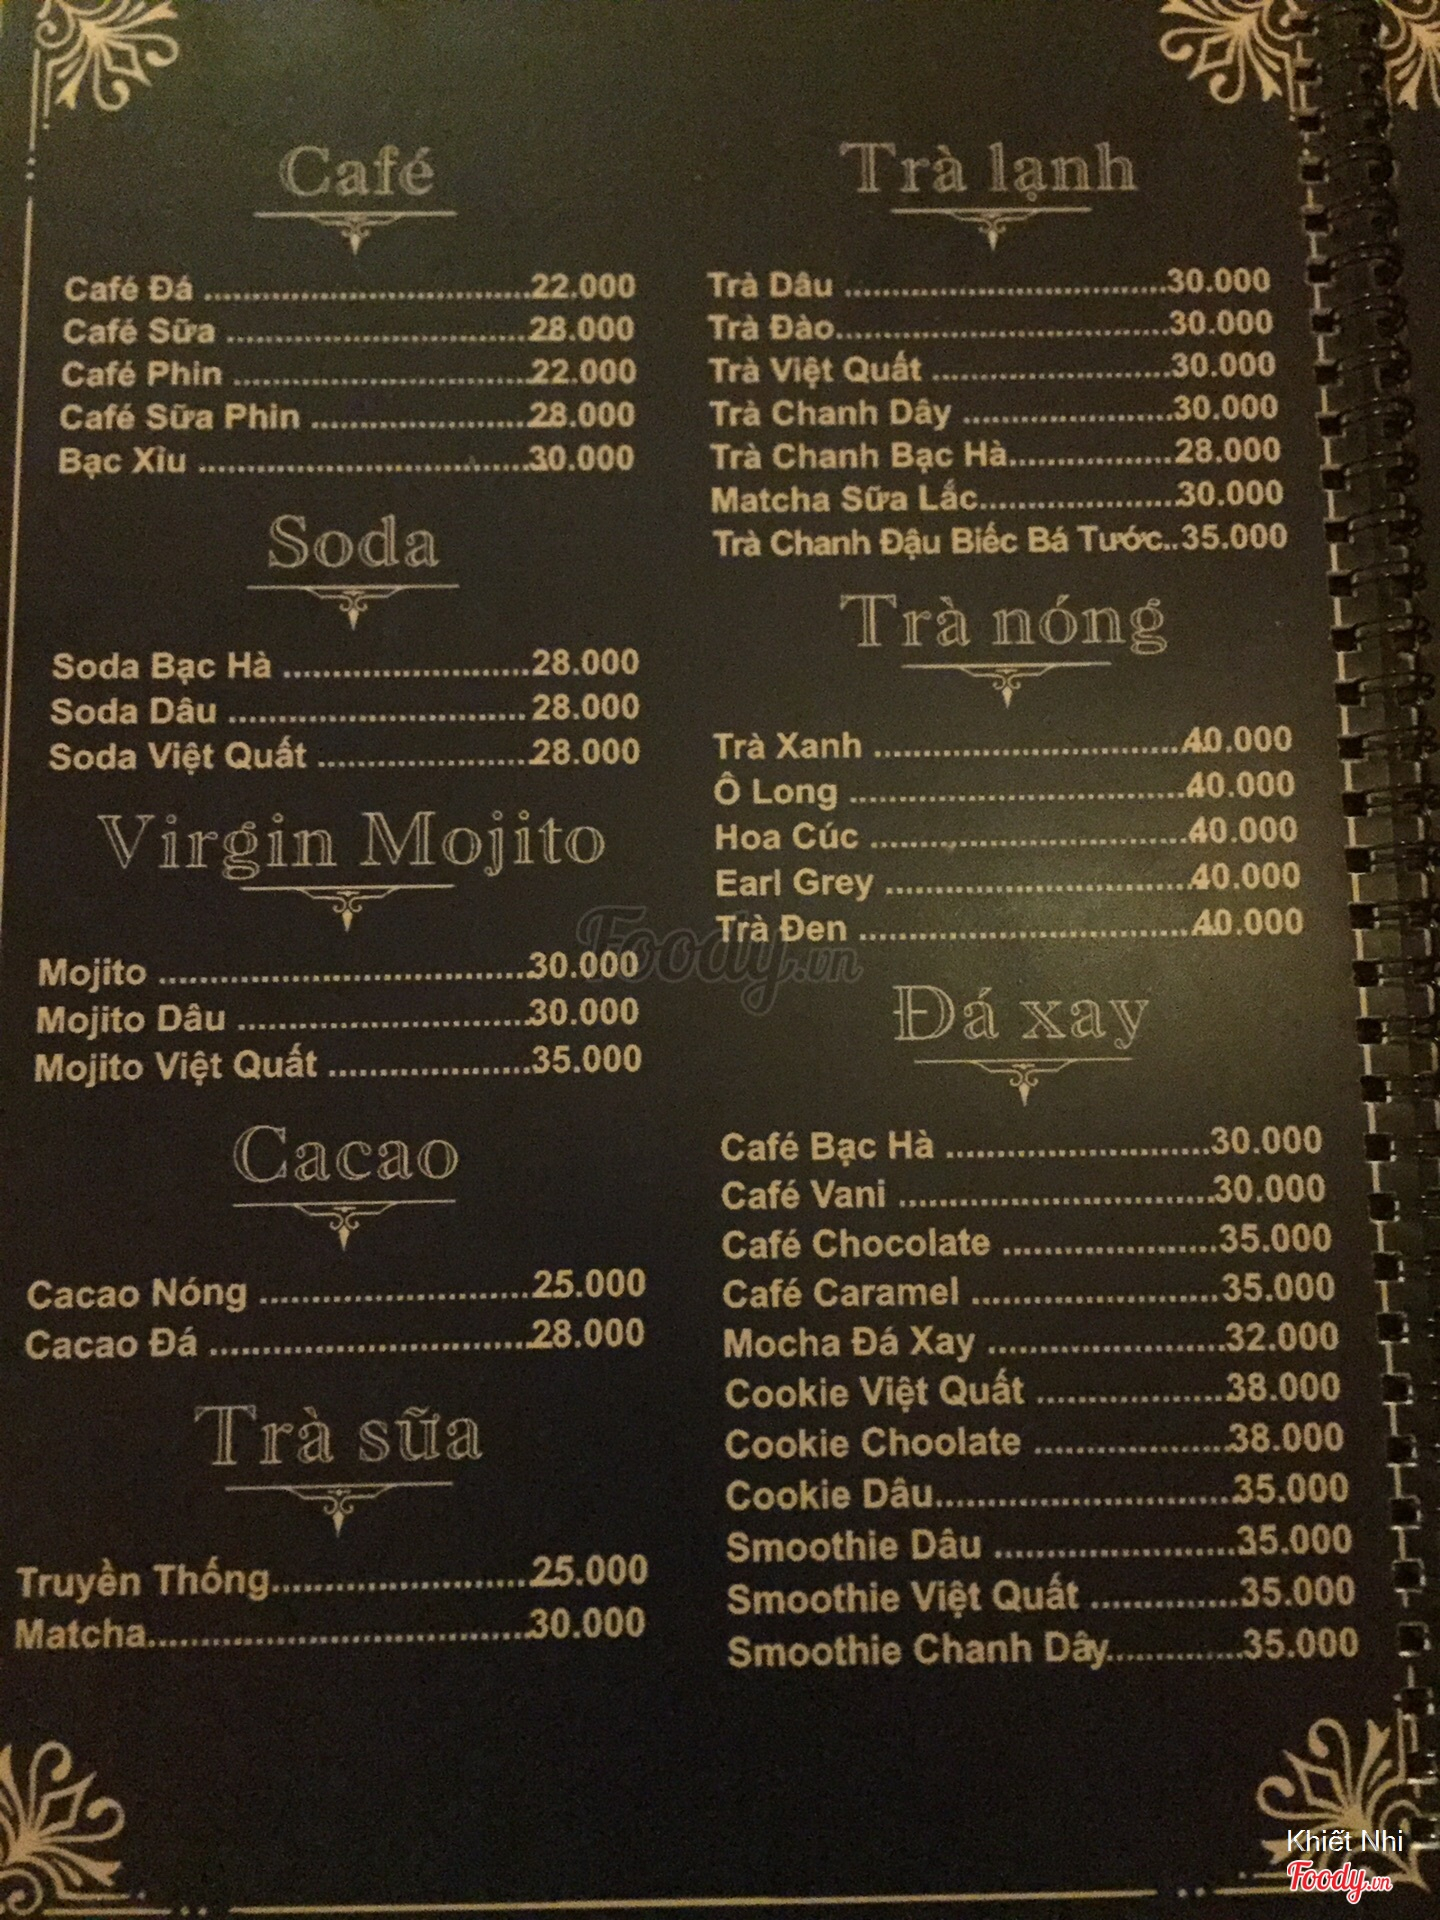 Café
Café Đá ........................................22.000
Café Sữa .....................................28.000
Café Phin ....................................22.000
Café Sữa Phin ...........................28.000
Bạc Xỉu ........................................30.000
Soda
Soda Bạc Hà ..............................28.000
Soda Dâu .................................... 28.000
Soda Việt Quất ..........................28.000
Virgin Mojito
Mojito ............................................30.000
Mojito Dâu ...................................30.000
Mojito Việt Quất ........................35.000
Cacao
Cacao Nóng ...............................25.000
Cacao Đá .....................................28.000
Trà sữa
Truyền Thống.............................25.000
Matcha..........................................30.000
Trà lạnh
Trà Dâu .......................................30.000
Trà Đào........................................30.000
Trà Việt Quất .............................30.000
Trà Chanh Dây .........................30.000
Trà Chanh Bạc Hà...................28.000
Matcha Sữa Lắc.......................30.000
Trà Chanh Đậu Biếc Bá Tước..35.000
Trà nóng
Trà Xanh .....................................40.000
Ô Long ........................................40.000
Hoa Cúc ......................................40.000
Earl Grey ....................................40.000
Trà Đen .......................................40.000
Đá xay
Café Bạc Hà .............................30.000
Café Vani ...................................30.000
Café Chocolate ........................35.000
Café Caramel ...........................35.000
Mocha Đá Xay .........................32.000
Cookie Việt Quất ....................38.000
Cookie Choolate .....................38.000
Cookie Dâu................................35.000
Smoothie Dâu ..........................35.000
Smoothie Việt Quất ................35.000
Smoothie Chanh Dây..............35.000
Foody.vn
Khiết Nhi
Foody.vn